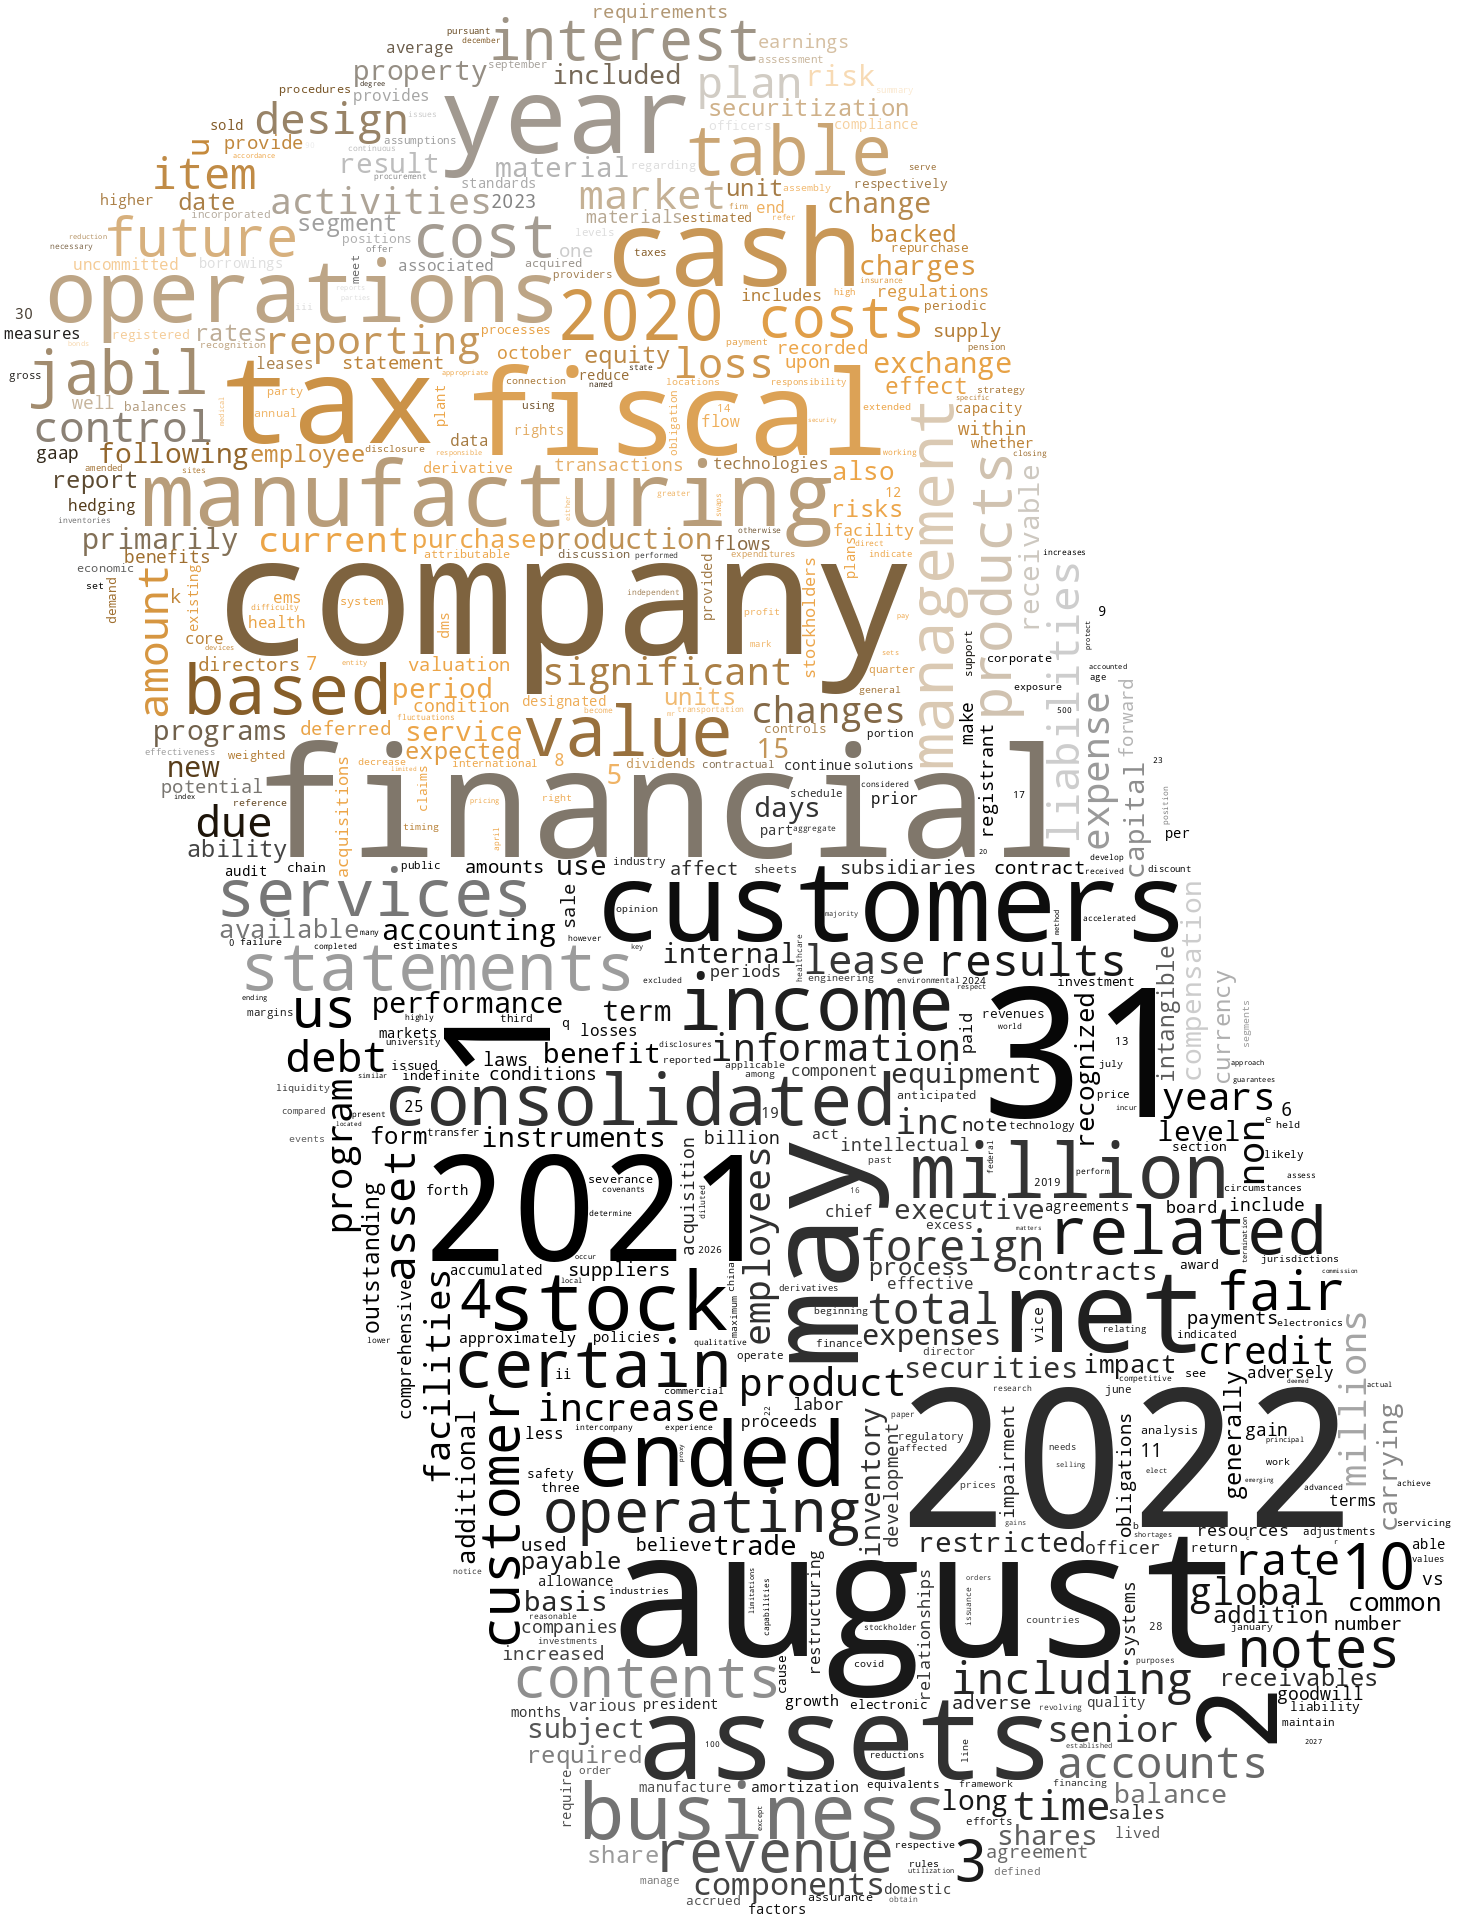 requirements
pursuant
december
interest
earnings
average
assessment
property
september
included
plan
risk
degree
procedures
provides
year
summary
securitization
design
issues
sold
officers
compliance
u
provide
assumptions
table
continuous
accordance
result
material
regarding
serve
item
procurement
standards
market
unit
assembly
respectively
activities
2023
higher
date
incorporated
segment
materials
estimated
firm
end
refer
change
future
reduction
necessary
positions
offer
cost
levels
one
cash
taxes
backed
repurchase
uncommitted
borrowings
meet
associated
acquired
providers
charges
insurance
operations
reports
parties
iii
2020
includes
high
regulations
periodic
30
costs
measures
registered
rates
recognition
reporting
processes
supply
payment
pension
bonds
jabil
october
equity
loss
recorded
upon
exchange
gross
leases
statement
appropriate
reduce
state
named
connection
tax
fiscal
locations
responsibility
effect
strategy
specific
well
balances
party
annual
medical
plant
using
obligation
14
flow
security
extended
capacity
control
rights
management
within
data
working
whether
closing
gaap
following
employee
disclosure
responsible
amended
sites
report
derivative
transactions
technologies
also
products
receivable
hedging
manufacturing
either
greater
swaps
12
risks
inventories
primarily
current
purchase
production
otherwise
flows
facility
direct
benefits
attributable
discussion
performed
expenditures
plans
indicate
increases
economic
set
demand
amount
k
existing
company
independent
provided
stockholders
liabilities
ems
system
difficulty
health
dms
profit
pay
9
core
devices
mark
sets
support
protect
directors
7
entity
valuation
significant
quarter
corporate
accounted
age
based
period
units
general
exposure
condition
designated
become
nr
transportation
changes
500
forward
programs
deferred
fluctuations
service
value
controls
portion
make
expense
effectiveness
weighted
expected
15
new
decrease
limited
international
8
5
dividends
contractual
continue
solutions
23
potential
acquisitions
claims
financial
considered
registrant
capital
position
index
reference
pricing
right
schedule
prior
17
due
timing
april
days
part
aggregate
per
ability
20
develop
audit
chain
public
amounts
use
industry
affect
sheets
subsidiaries
contract
received
discount
services
sale
opinion
customers
majority
method
accelerated
compensation
available
many
accounting
however
0
failure
completed
estimates
key
internal
healthcare
lease
results
intangible
statements
excluded
periods
engineering
environmental
2024
respect
investment
currency
ending
margins
us
performance
highly
third
q
term
income
31
recognized
segments
markets
losses
paid
revenues
world
university
1
debt
issued
laws
benefit
disclosures
reported
information
13
july
approach
similar
indefinite
conditions
applicable
among
component
equipment
guarantees
liquidity
program
consolidated
price
incur
years
compared
present
25
located
19
anticipated
6
events
form
transfer
instruments
billion
act
intellectual
inc
note
technology
level
non
e
held
section
asset
2021
forth
severance
covenants
determine
acquisition
diluted
employees
may
past
16
million
federal
2019
perform
likely
assess
circumstances
outstanding
chief
executive
excess
agreements
matters
board
include
2026
foreign
related
award
termination
jurisdictions
comprehensive
facilities
accumulated
occur
local
suppliers
china
maximum
derivatives
process
effective
contracts
commission
4
stock
beginning
total
net
fair
lower
approximately
policies
qualitative
finance
expenses
vice
relating
payments
electronics
indicated
millions
certain
operate
director
securities
impact
credit
ii
commercial
competitive
see
adversely
deemed
actual
customer
product
research
june
increase
22
labor
2022
carrying
additional
less
intercompany
experience
proceeds
inventory
paper
regulatory
affected
impairment
needs
obligations
analysis
generally
gain
principal
ended
proxy
development
selling
11
elect
work
safety
three
prices
emerging
advanced
terms
achieve
operating
gains
b
shortages
resources
c
adjustments
servicing
used
believe
trade
restricted
officer
return
r
able
payable
august
rate
10
values
notice
allowance
industries
limitations
capabilities
restructuring
relationships
orders
issuance
systems
global
vs
basis
common
reasonable
companies
stockholder
countries
28
addition
january
number
investments
increased
covid
purposes
notes
contents
cause
including
receivables
growth
electronic
adverse
revolving
quality
2
goodwill
liability
months
various
president
subject
100
assets
senior
established
maintain
required
reductions
line
accounts
2027
order
require
manufacture
amortization
equivalents
framework
financing
balance
business
except
long
time
sales
efforts
shares
lived
share
revenue
respective
3
agreement
rules
utilization
defined
manage
components
domestic
accrued
assurance
obtain
factors